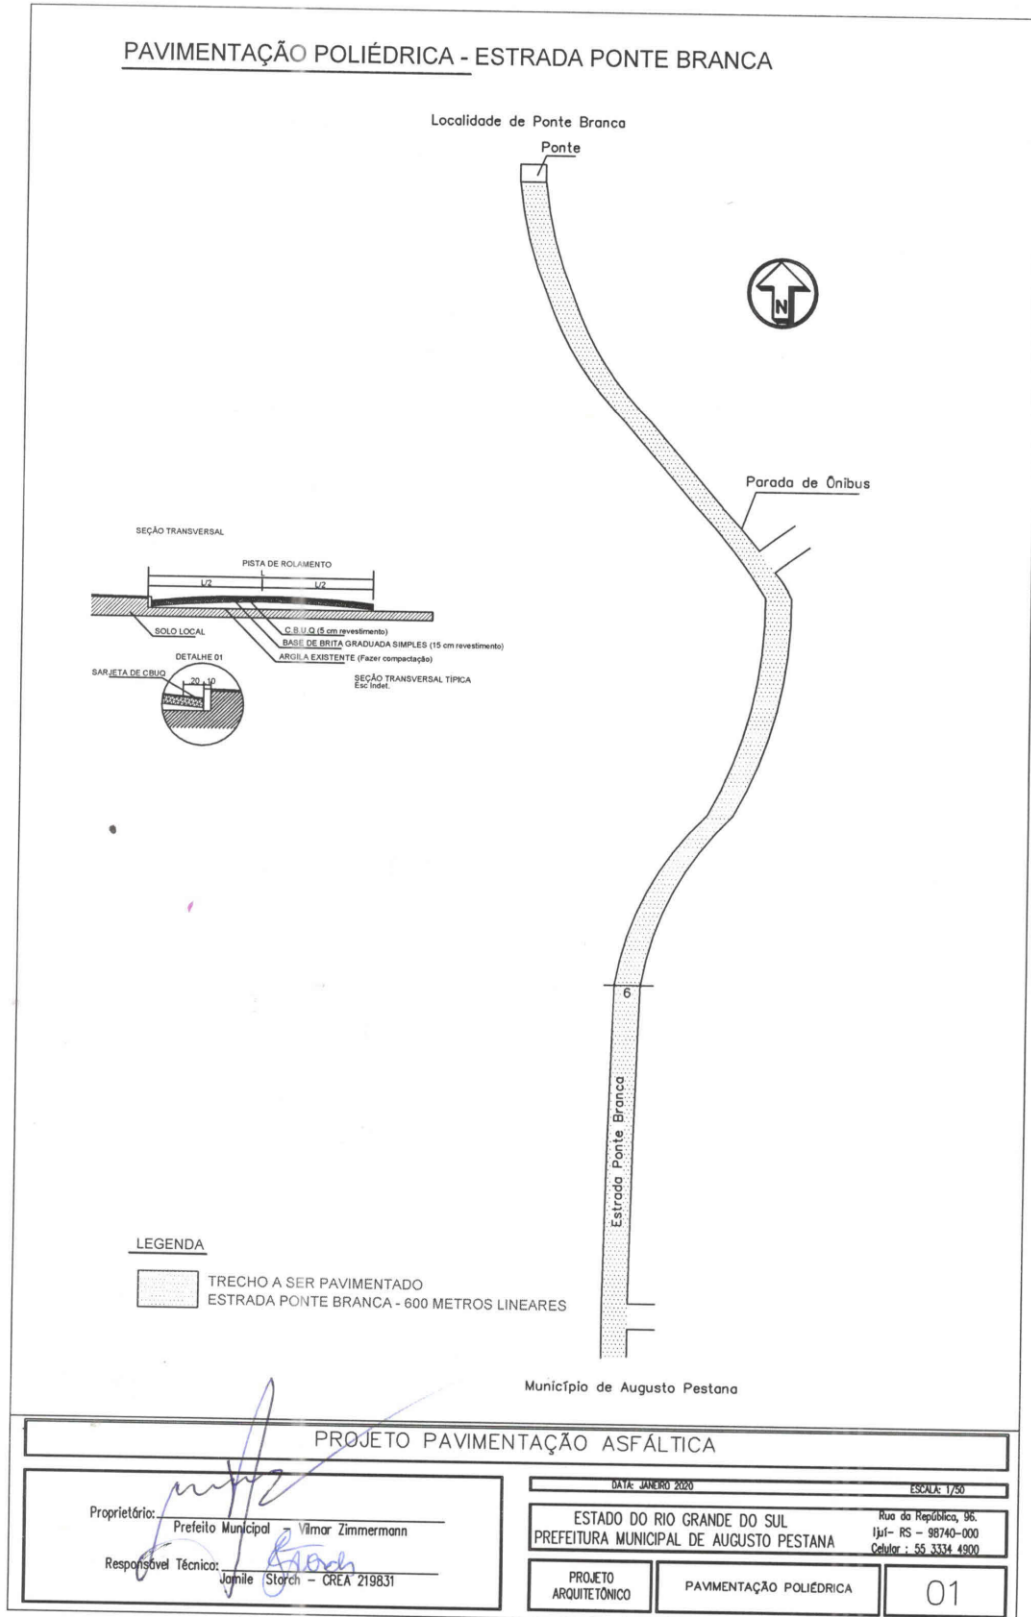 PAVIMENTAÇÃO POLIÉDRICA - ESTRADA PONTE BRANCA
Localidade de Ponte Branca
Ponte
N
Parada de Ônibus
SEÇÃO TRANSVERSAL
PISTA DE ROLAMENTO
L
L/2
L/2
SOLO LOCAL
C.B.U.Q (5 cm revestimento)
BASE DE BRITA GRADUADA SIMPLES (15 cm revestimento)
ARGILA EXISTENTE (Fazer compactação)
DETALHE 01
SARJETA DE CBUQ
20
10
SEÇÃO TRANSVERSAL TÍPICA
Esc Indet.
6
Estrada Ponte Branca
LEGENDA
TRECHO A SER PAVIMENTADO
ESTRADA PONTE BRANCA - 600 METROS LINEARES
Município de Augusto Pestana
PROJETO PAVIMENTAÇÃO ASFÁLTICA
Proprietário:
Prefeito Municipal - Vilmar Zimmermann
Responsável Técnico:
Jamile Storch - CREA 219831
DATA: JANEIRO 2020
ESCALA: 1/50
ESTADO DO RIO GRANDE DO SUL
PREFEITURA MUNICIPAL DE AUGUSTO PESTANA
Rua da República, 96.
Ijuí- RS - 98740-000
Celular : 55 3334 4900
PROJETO
ARQUITETÔNICO
PAVIMENTAÇÃO POLIÉDRICA
01